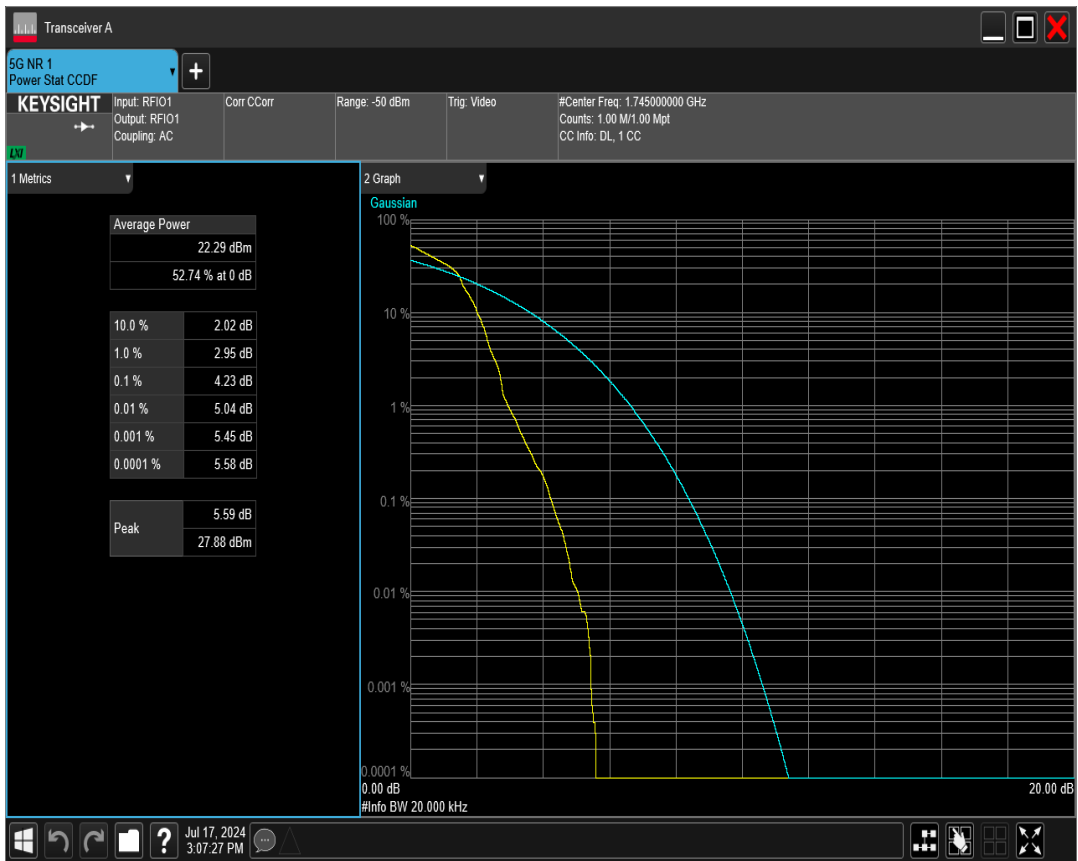 Transceiver A
5G NR 1
Power Stat CCDF
+
KEYSIGHT
LXI
Input: RFIO1
Output: RFIO1
Coupling: AC
Corr CCorr
Range: -50 dBm
Trig: Video
#Center Freq: 1.745000000 GHz
Counts: 1.00 M/1.00 Mpt
CC Info: DL, 1 CC
1 Metrics
Average Power
22.29 dBm
52.74 % at 0 dB
10.0 % 2.02 dB
1.0 % 2.95 dB
0.1 % 4.23 dB
0.01 % 5.04 dB
0.001 % 5.45 dB
0.0001 % 5.58 dB
Peak
5.59 dB
27.88 dBm
2 Graph
Gaussian
100 %
10 %
1 %
0.1 %
0.01 %
0.001 %
0.0001 %
0.00 dB 20.00 dB
#Info BW 20.000 kHz
?
Jul 17, 2024
3:07:27 PM